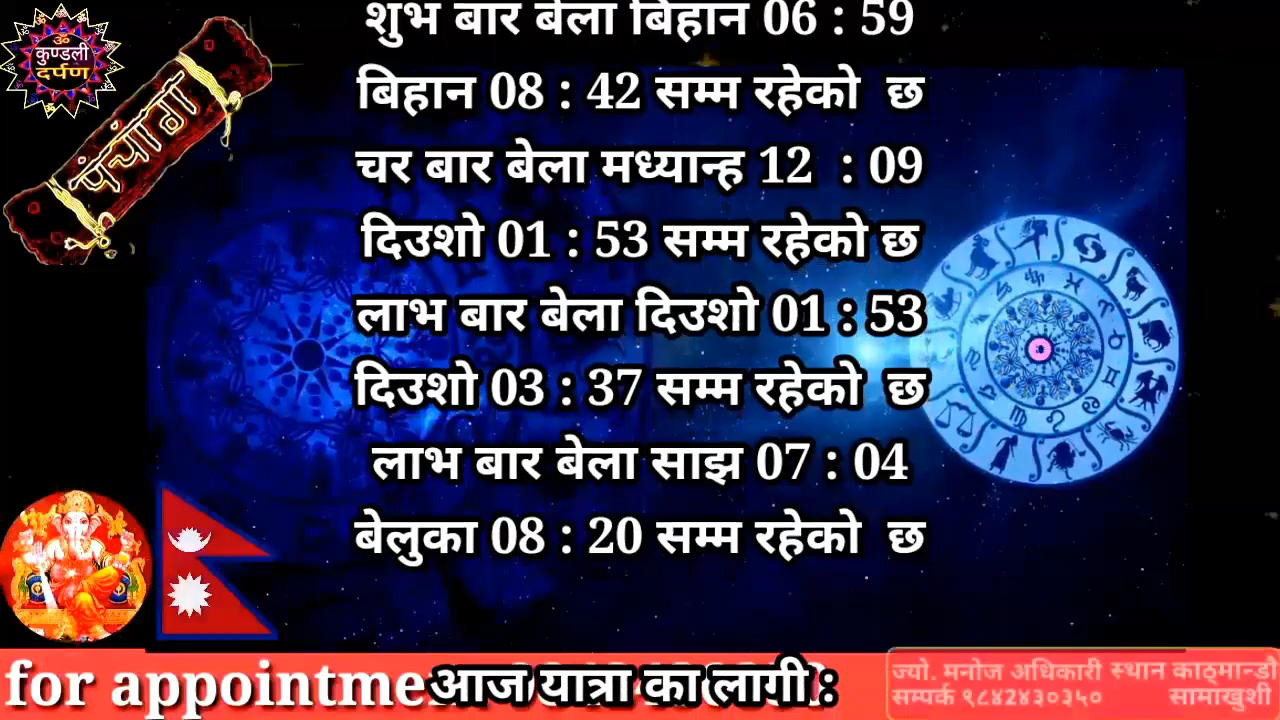 शुभ बार बेला बिहान 06 : 59
ॐ
कुण्डली
दर्पण
पंचांग
बिहान 08 : 42 सम्म रहेको छ
चर बार बेला मध्यान्ह 12 : 09
दिउशो 01 : 53 सम्म रहेको छ
लाभ बार बेला दिउशो 01 : 53
दिउशो 03 : 37 सम्म रहेको छ
लाभ बार बेला साझ 07 : 04
बेलुका 08 : 20 सम्म रहेको छ
for appointme
आज यात्रा का लागी :
ज्यो. मनोज अधिकारी स्थान काठ्मान्डो
सम्पर्क ९८४२४३०३५० सामाखुशी